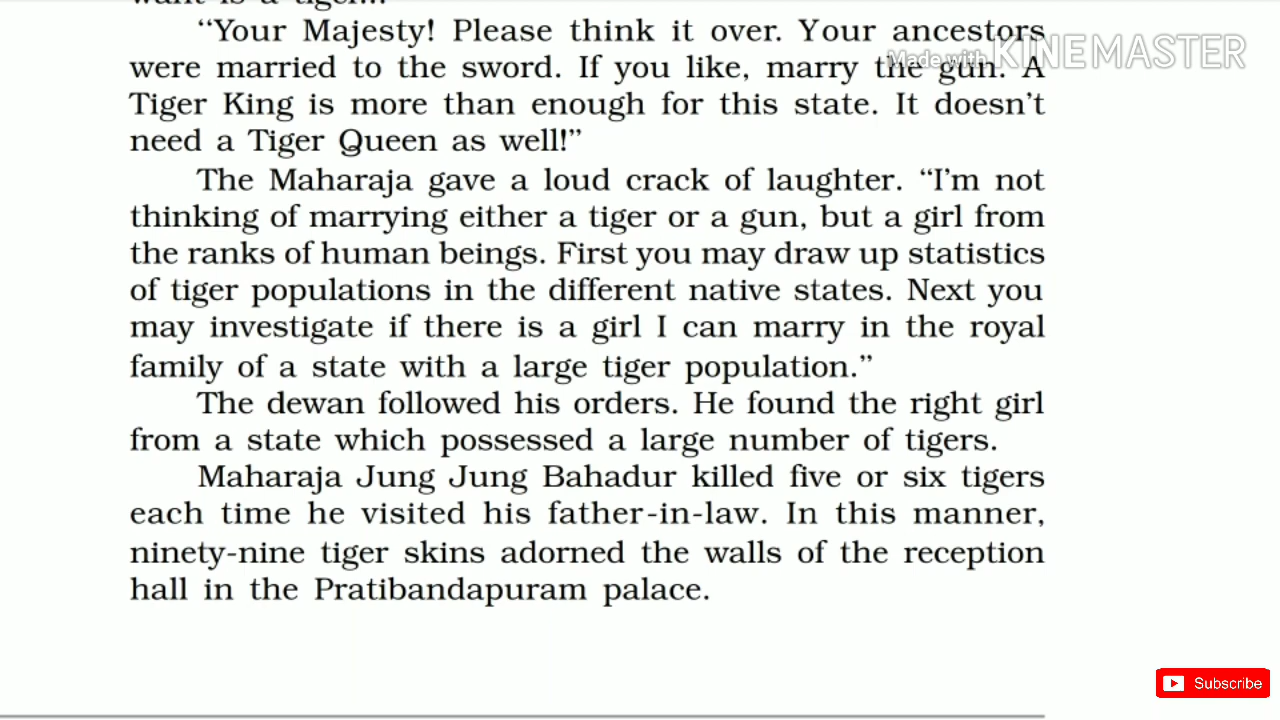 want is a tiger...
“Your Majesty! Please think it over. Your ancestors
were married to the sword. If you like, marry the gun. A
Tiger King is more than enough for this state. It doesn’t
need a Tiger Queen as well!”
The Maharaja gave a loud crack of laughter. “I’m not
thinking of marrying either a tiger or a gun, but a girl from
the ranks of human beings. First you may draw up statistics
of tiger populations in the different native states. Next you
may investigate if there is a girl I can marry in the royal
family of a state with a large tiger population.”
The dewan followed his orders. He found the right girl
from a state which possessed a large number of tigers.
Maharaja Jung Jung Bahadur killed five or six tigers
each time he visited his father-in-law. In this manner,
ninety-nine tiger skins adorned the walls of the reception
hall in the Pratibandapuram palace.
Made with KINEMASTER
Subscribe